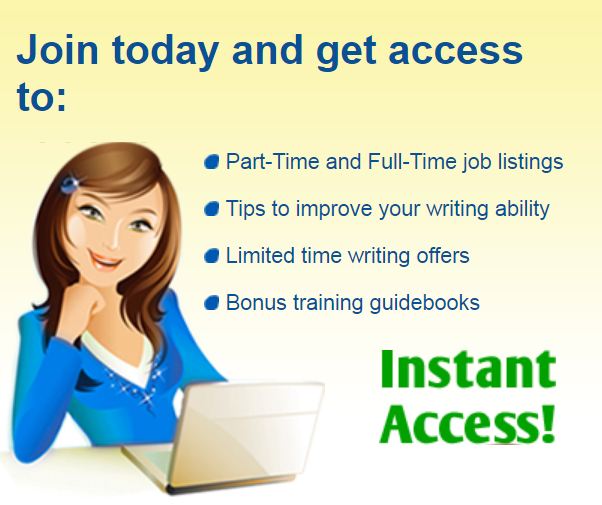 Join today and get access
to:
Part-Time and Full-Time job listings
Tips to improve your writing ability
Limited time writing offers
Bonus training guidebooks
Instant
Access!